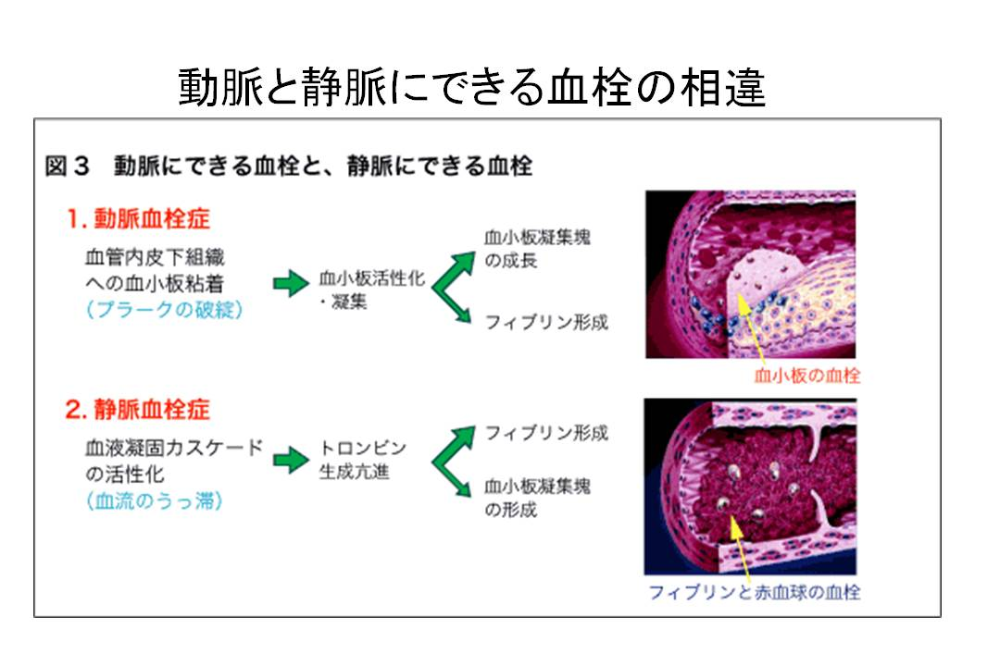 動脈と静脈にできる血栓の相違
図3 動脈にできる血栓と、静脈にできる血栓
1. 動脈血栓症
血管内皮下組織
への血小板粘着
（プラークの破綻）
血小板活性化
・凝集
血小板凝集塊
の成長
フィブリン形成
血小板の血栓
2. 静脈血栓症
血液凝固カスケード
の活性化
（血流のうっ滞）
トロンビン
生成亢進
フィブリン形成
血小板凝集塊
の形成
フィブリンと赤血球の血栓